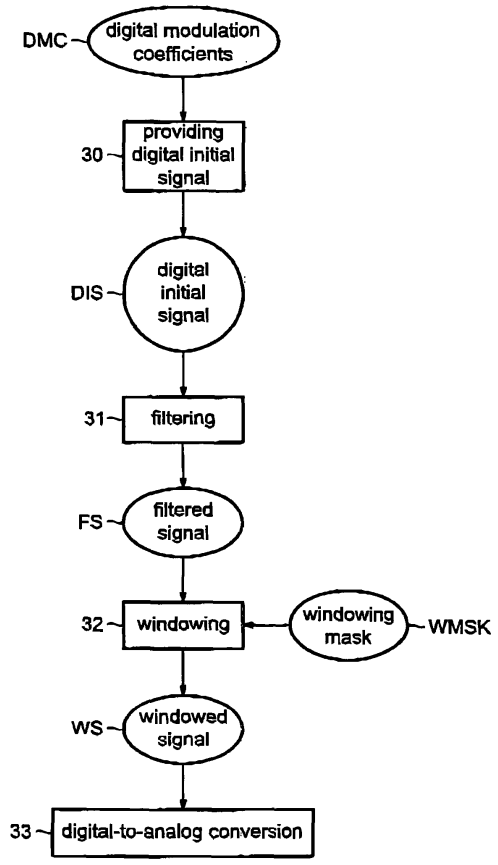 DMC
digital modulation
coefficients
30
providing
digital initial
signal
DIS
digital
initial
signal
31
filtering
FS
filtered
signal
32
windowing
windowing
mask
WMSK
WS
windowed
signal
33
digital-to-analog conversion